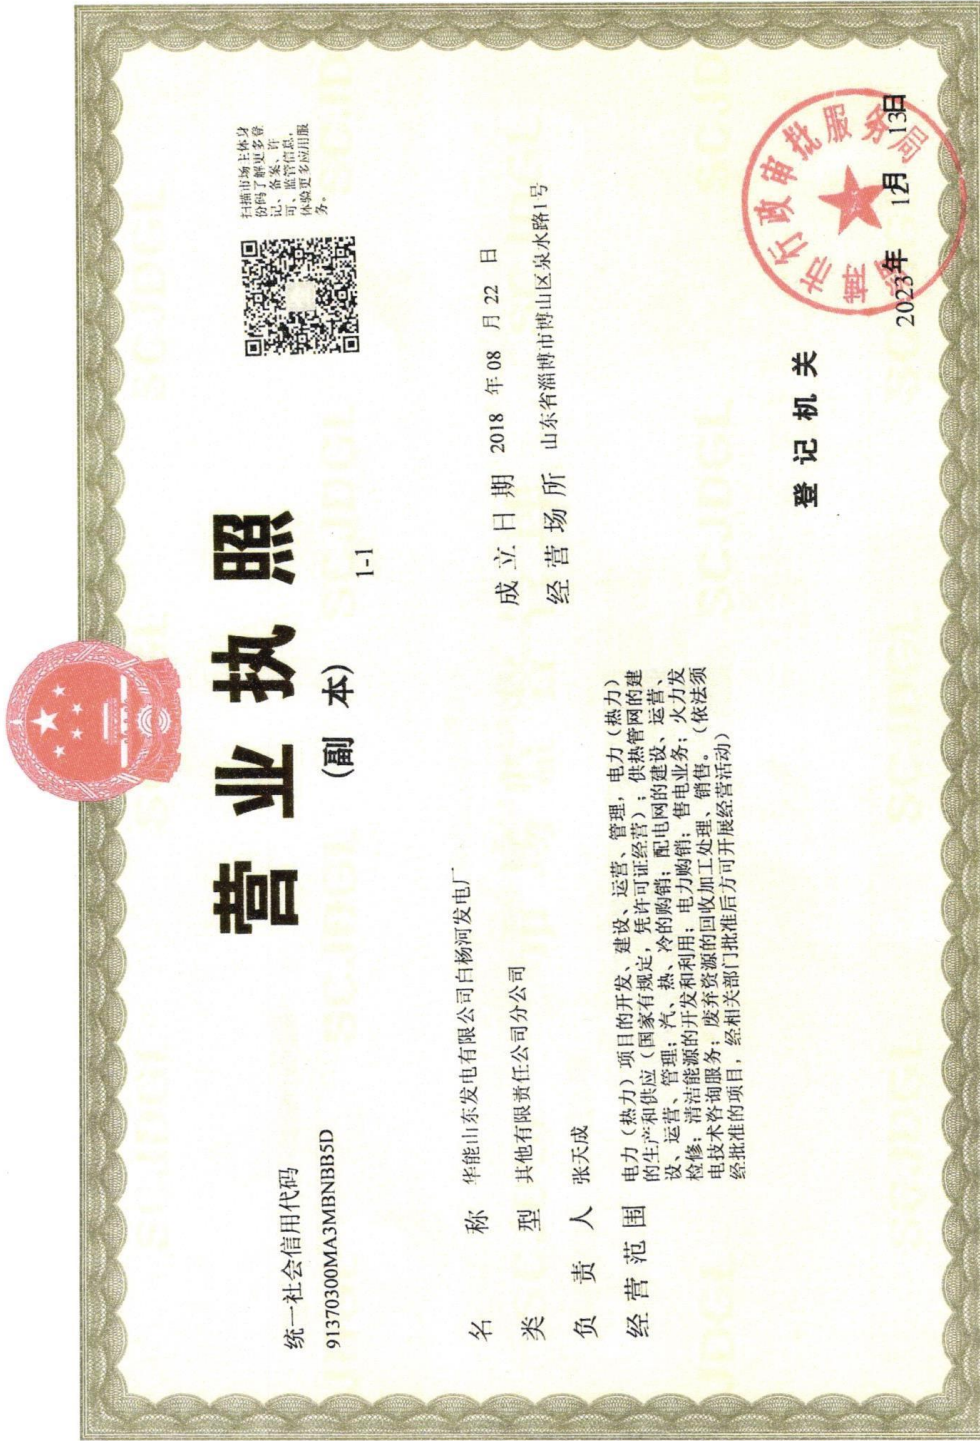 营业执照
(副 本)
1-1
统一社会信用代码
91370300MA3MBNBB5D
扫描市场主体身
份码了解更多登
记、备案、许
可、监管信息,
体验更多应用服
务。
名 称 华能山东发电有限公司白杨河发电厂
类 型 其他有限责任公司分公司
负 责 人 张天成
经 营 范 围 电力(热力)项目的开发、建设、运营、管理,电力(热力)
的生产和供应(国家有规定,凭许可证经营);供热管网的建
设、运营、管理;汽、热、冷的购销;配电网的建设、运营、
检修;清洁能源的开发和利用;电力购销;售电业务;火力发
电技术咨询服务;废弃资源的回收加工处理、销售。(依法须
经批准的项目,经相关部门批准后方可开展经营活动)
成 立 日 期 2018 年 08 月 22 日
经 营 场 所 山东省淄博市博山区泉水路1号
登 记 机 关
淄博市行政审批服务局
2023年 12月 13日
SCJDGL